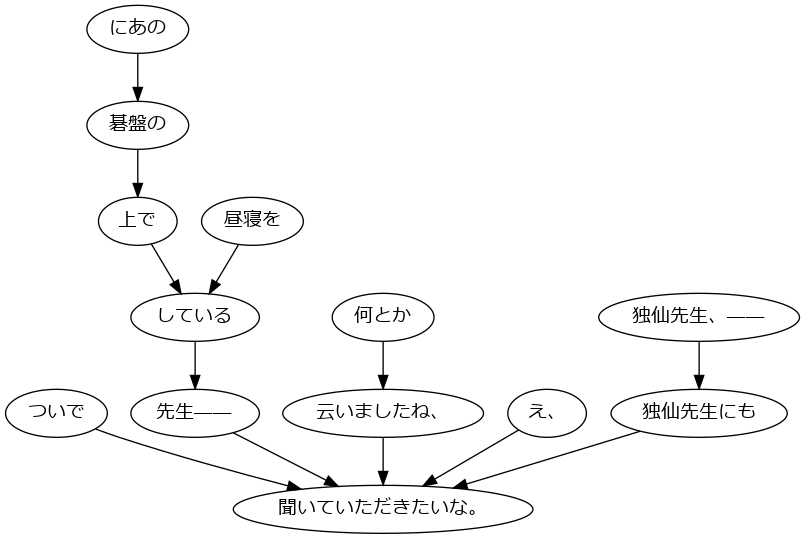 にあの
碁盤の
上で
昼寝を
している
何とか
独仙先生、――
ついで
先生――
云いましたね、
え、
独仙先生にも
聞いていただきたいな。